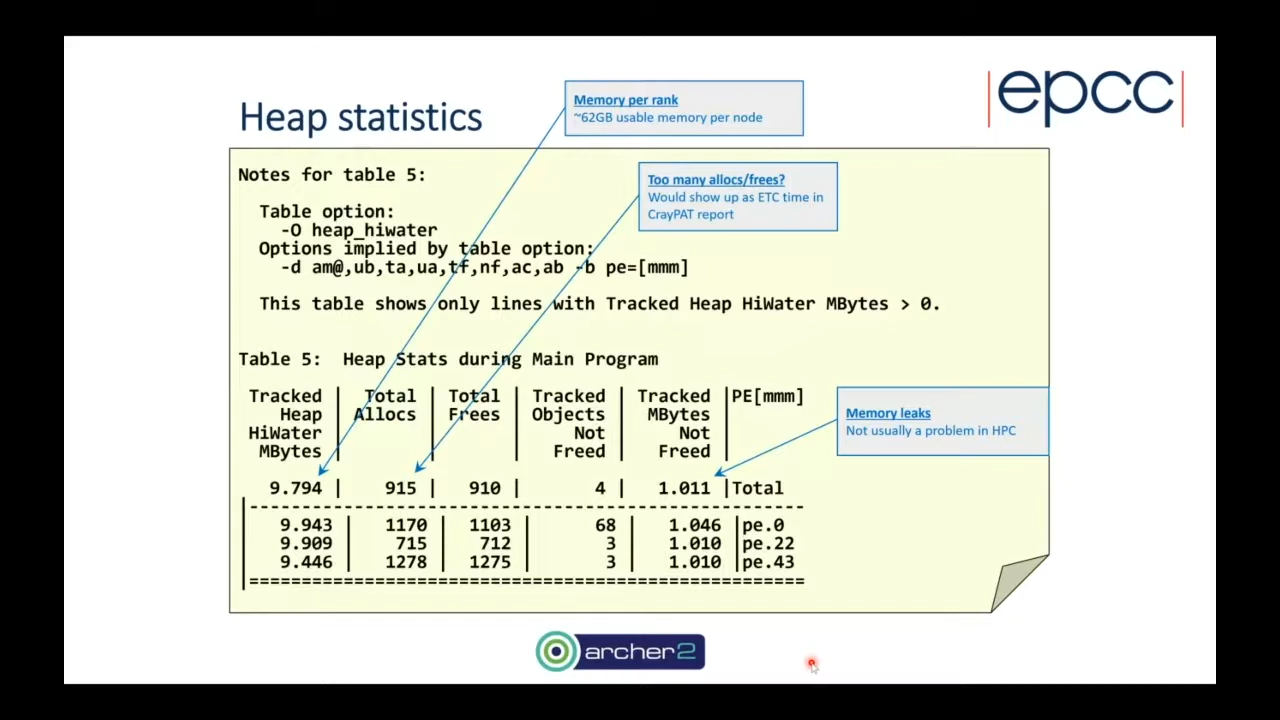 Heap statistics
epcc
Memory per rank
~62GB usable memory per node
Too many allocs/frees?
Would show up as ETC time in
CrayPAT report
Notes for table 5:
Table option:
-O heap_hiwater
Options implied by table option:
-d am@,ub,ta,ua,tf,nf,ac,ab -b pe=[mmm]
This table shows only lines with Tracked Heap HiWater MBytes > 0.
Table 5:  Heap Stats during Main Program
Tracked | Total | Total | Tracked | Tracked |PE[mmm]
Heap | Allocs | Frees | Objects | MBytes |
HiWater | | | Not | Not |
MBytes | | | Freed | Freed |
Memory leaks
Not usually a problem in HPC
9.794 | 915 | 910 | 4 | 1.011 |Total
|-----------------------------------------------------
| 9.943 | 1170 | 1103 | 68 | 1.046 |pe.0
| 9.909 | 715 | 712 | 3 | 1.010 |pe.22
| 9.446 | 1278 | 1275 | 3 | 1.010 |pe.43
|=====================================================
archer2